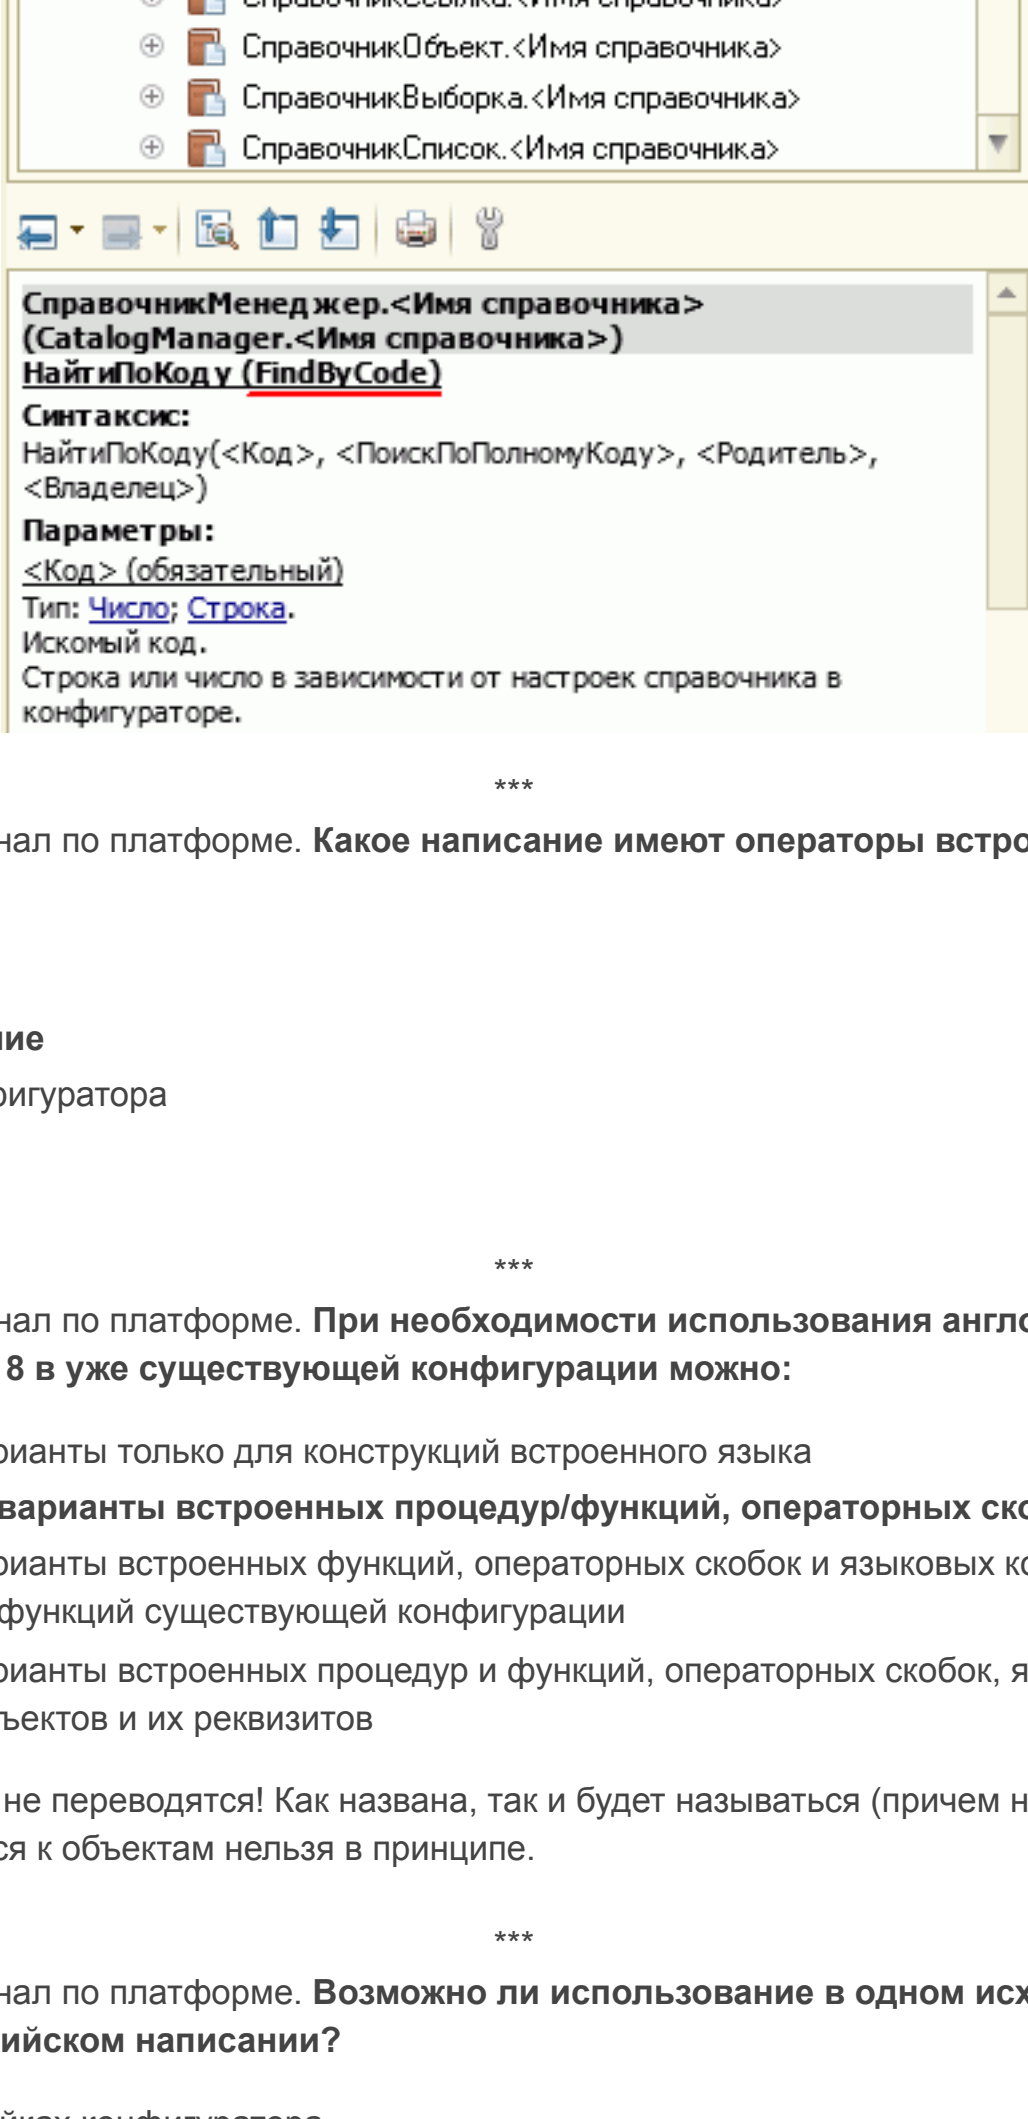 СправочникСсылка.<Имя справочника>
СправочникОбъект.<Имя справочника>
СправочникВыборка.<Имя справочника>
СправочникСписок.<Имя справочника>
СправочникМенеджер.<Имя справочника>
(CatalogManager.<Имя справочника>)
НайтиПоКоду (FindByCode)
Синтаксис:
НайтиПоКоду(<Код>, <ПоискПоПолномуКоду>, <Родитель>,
<Владелец>)
Параметры:
<Код> (обязательный)
Тип: Число; Строка.
Искомый код.
Строка или число в зависимости от настроек справочника в
конфигураторе.
***
нал по платформе. Какое написание имеют операторы встро
ние
фигуратора
***
нал по платформе. При необходимости использования англо
8 в уже существующей конфигурации можно:
рианты только для конструкций встроенного языка
варианты встроенных процедур/функций, операторных ско
рианты встроенных функций, операторных скобок и языковых ко
функций существующей конфигурации
рианты встроенных процедур и функций, операторных скобок, я
ъектов и их реквизитов
не переводятся! Как названа, так и будет называться (причем н
ся к объектам нельзя в принципе.
***
нал по платформе. Возможно ли использование в одном исх
ийском написании?
йках конфигуратора